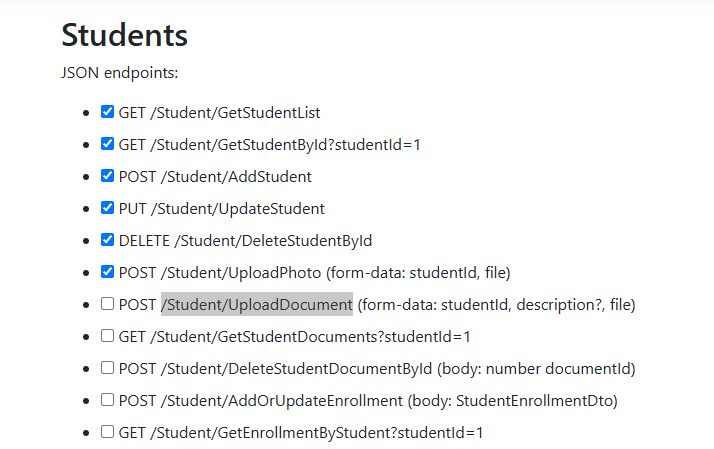 Students
JSON endpoints:
GET /Student/GetStudentList
GET /Student/GetStudentById?studentId=1
POST /Student/AddStudent
PUT /Student/UpdateStudent
DELETE /Student/DeleteStudentById
POST /Student/UploadPhoto (form-data: studentId, file)
POST /Student/UploadDocument (form-data: studentId, description?, file)
GET /Student/GetStudentDocuments?studentId=1
POST /Student/DeleteStudentDocumentById (body: number documentId)
POST /Student/AddOrUpdateEnrollment (body: StudentEnrollmentDto)
GET /Student/GetEnrollmentByStudent?studentId=1